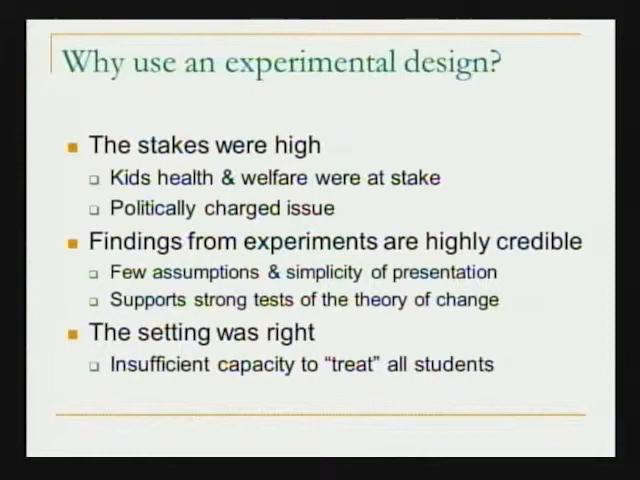 Why use an experimental design?
The stakes were high
Kids health & welfare were at stake
Politically charged issue
Findings from experiments are highly credible
Few assumptions & simplicity of presentation
Supports strong tests of the theory of change
The setting was right
Insufficient capacity to “treat” all students